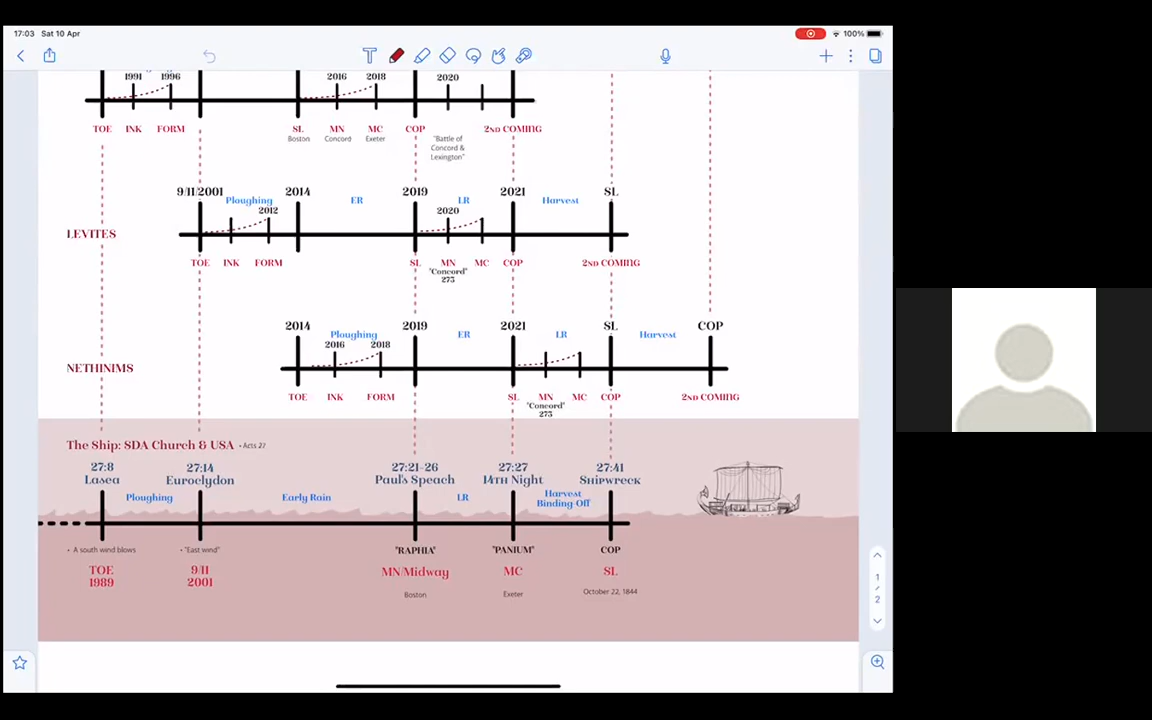 17:03 Sat 10 Apr
100%
1991 1996 2016 2018 2020
TOE INK FORM SL MN MC COP 2ND COMING
Boston Concord Exeter "Battle of
Concord &
Lexington"
9/11/2001 2014 2019 2021 SL
Ploughing ER LR Harvest
2012 2020
LEVITES
TOE INK FORM SL MN MC COP 2ND COMING
"Concord"
273
2014 2019 2021 SL COP
Ploughing ER LR Harvest
2016 2018
NETHINIMS
TOE INK FORM SL MN MC COP 2ND COMING
"Concord"
273
The Ship: SDA Church & USA • Acts 27
27:8 27:14 27:21-26 27:27 27:41
Lasea Euroclydon Paul's Speach 14TH Night Shipwreck
Ploughing Early Rain LR Harvest
Binding Off
• A south wind blows • "East wind" "RAPHIA" "PANIUM" COP
TOE 9/11 MN/Midway MC SL
1989 2001
Boston Exeter October 22, 1844
1
/
2